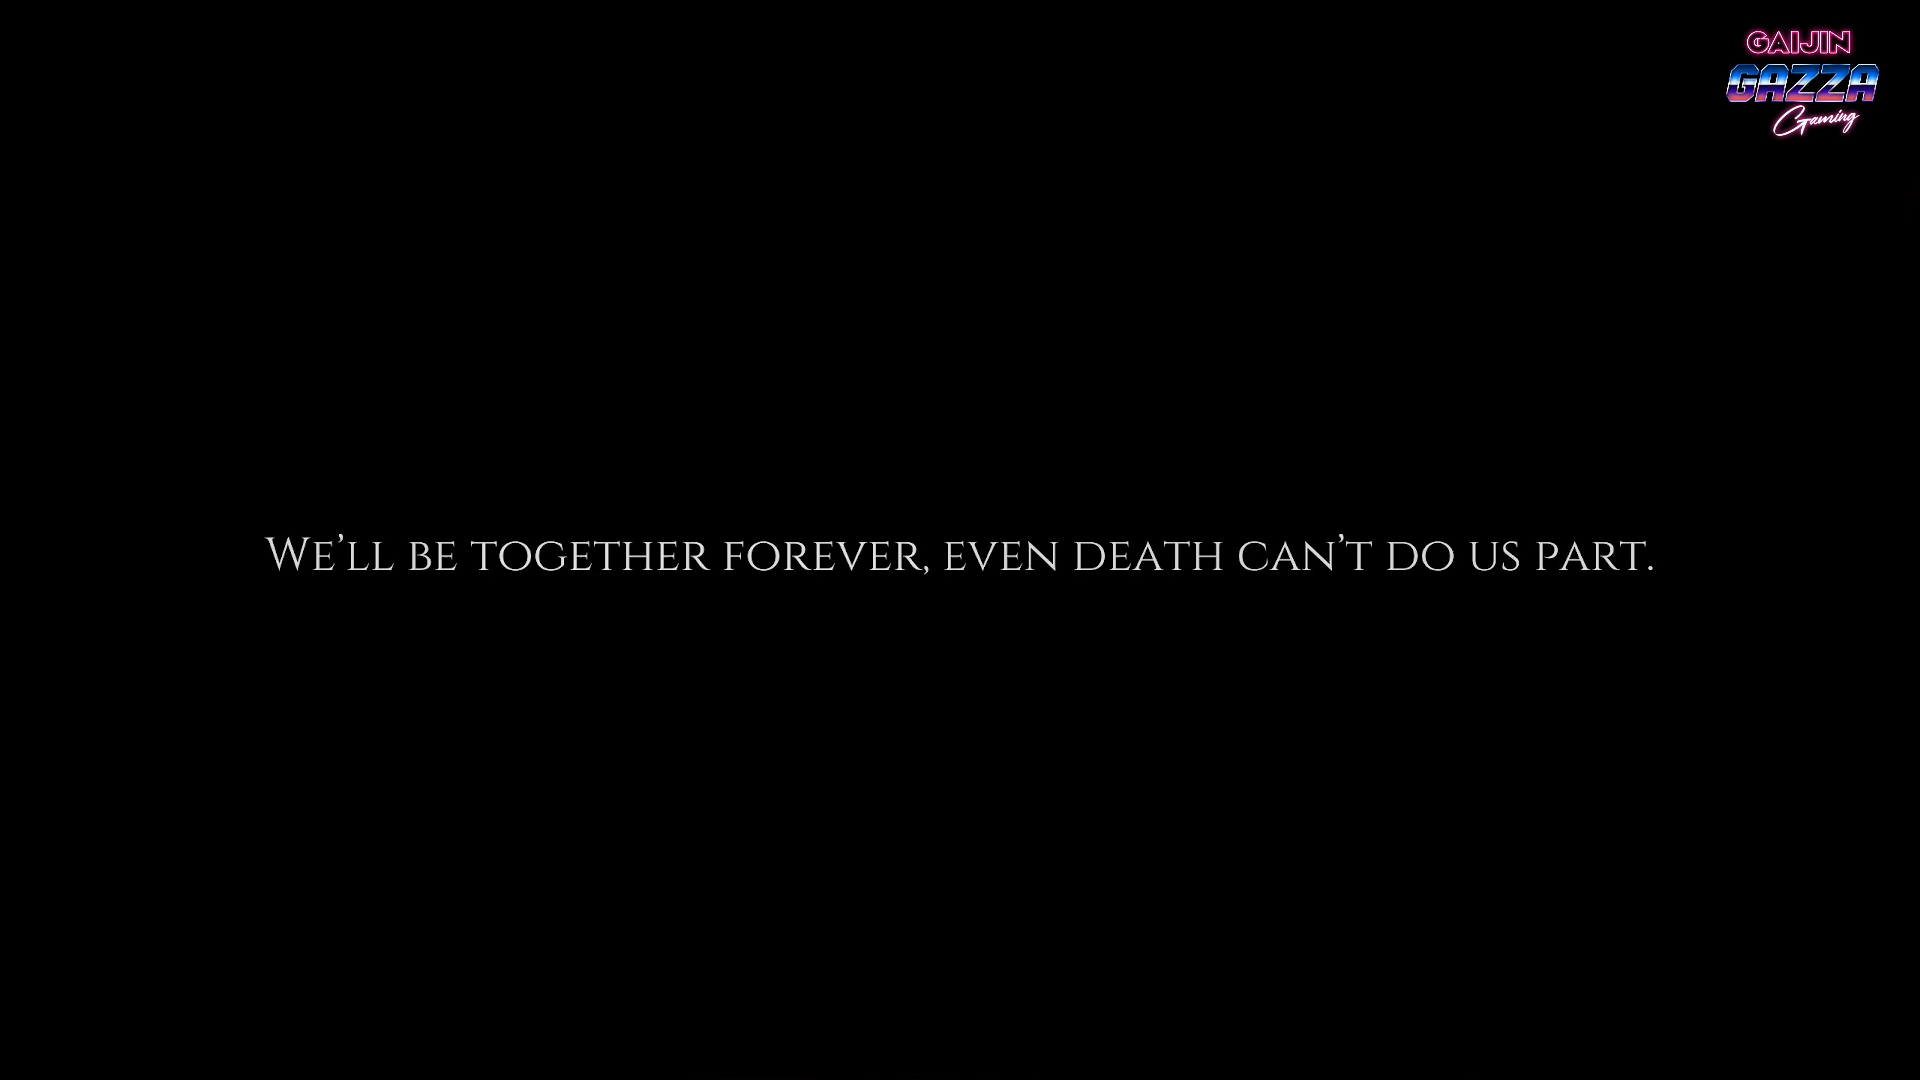 GAIJIN
GAZZA
Gaming
We’ll be together forever, even death can’t do us part.